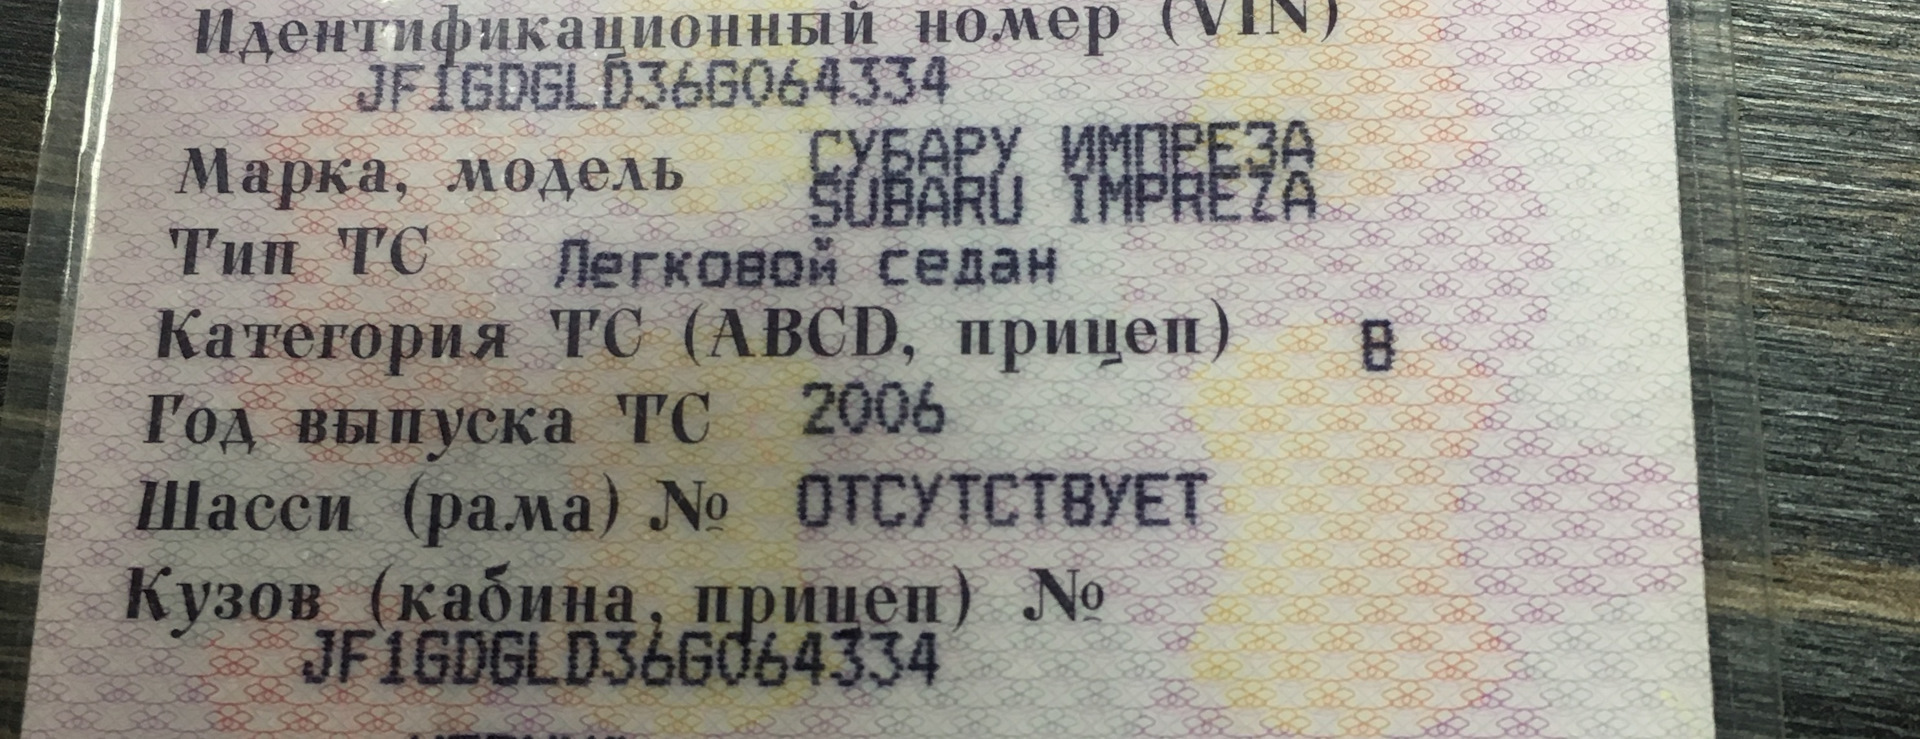 Идентификационный номер (VIN)
JF1GDGLD36G064334
Марка, модель СУБАРУ ИМПРЕЗА
SUBARU IMPREZA
Тип ТС Легковой седан
Категория ТС (ABCD, прицеп) B
Год выпуска ТС 2006
Шасси (рама) № ОТСУТСТВУЕТ
Кузов (кабина, прицеп) №
JF1GDGLD36G064334